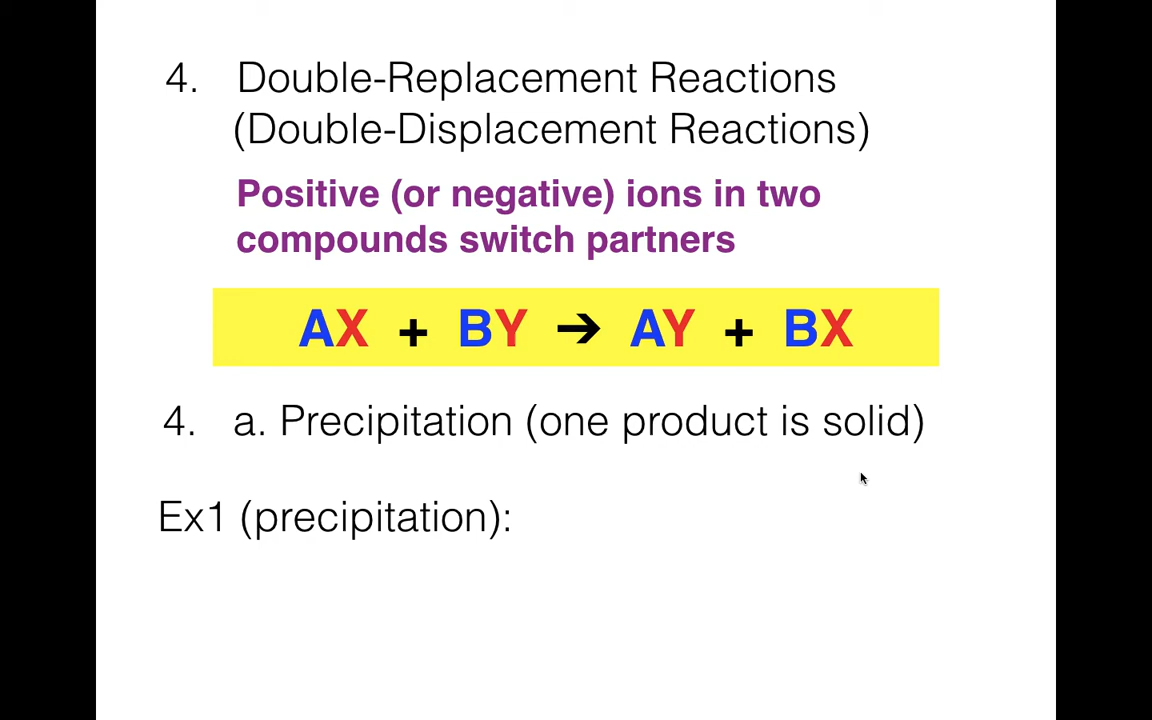 4. Double-Replacement Reactions
(Double-Displacement Reactions)
Positive (or negative) ions in two
compounds switch partners
AX + BY → AY + BX
4. a. Precipitation (one product is solid)
Ex1 (precipitation):